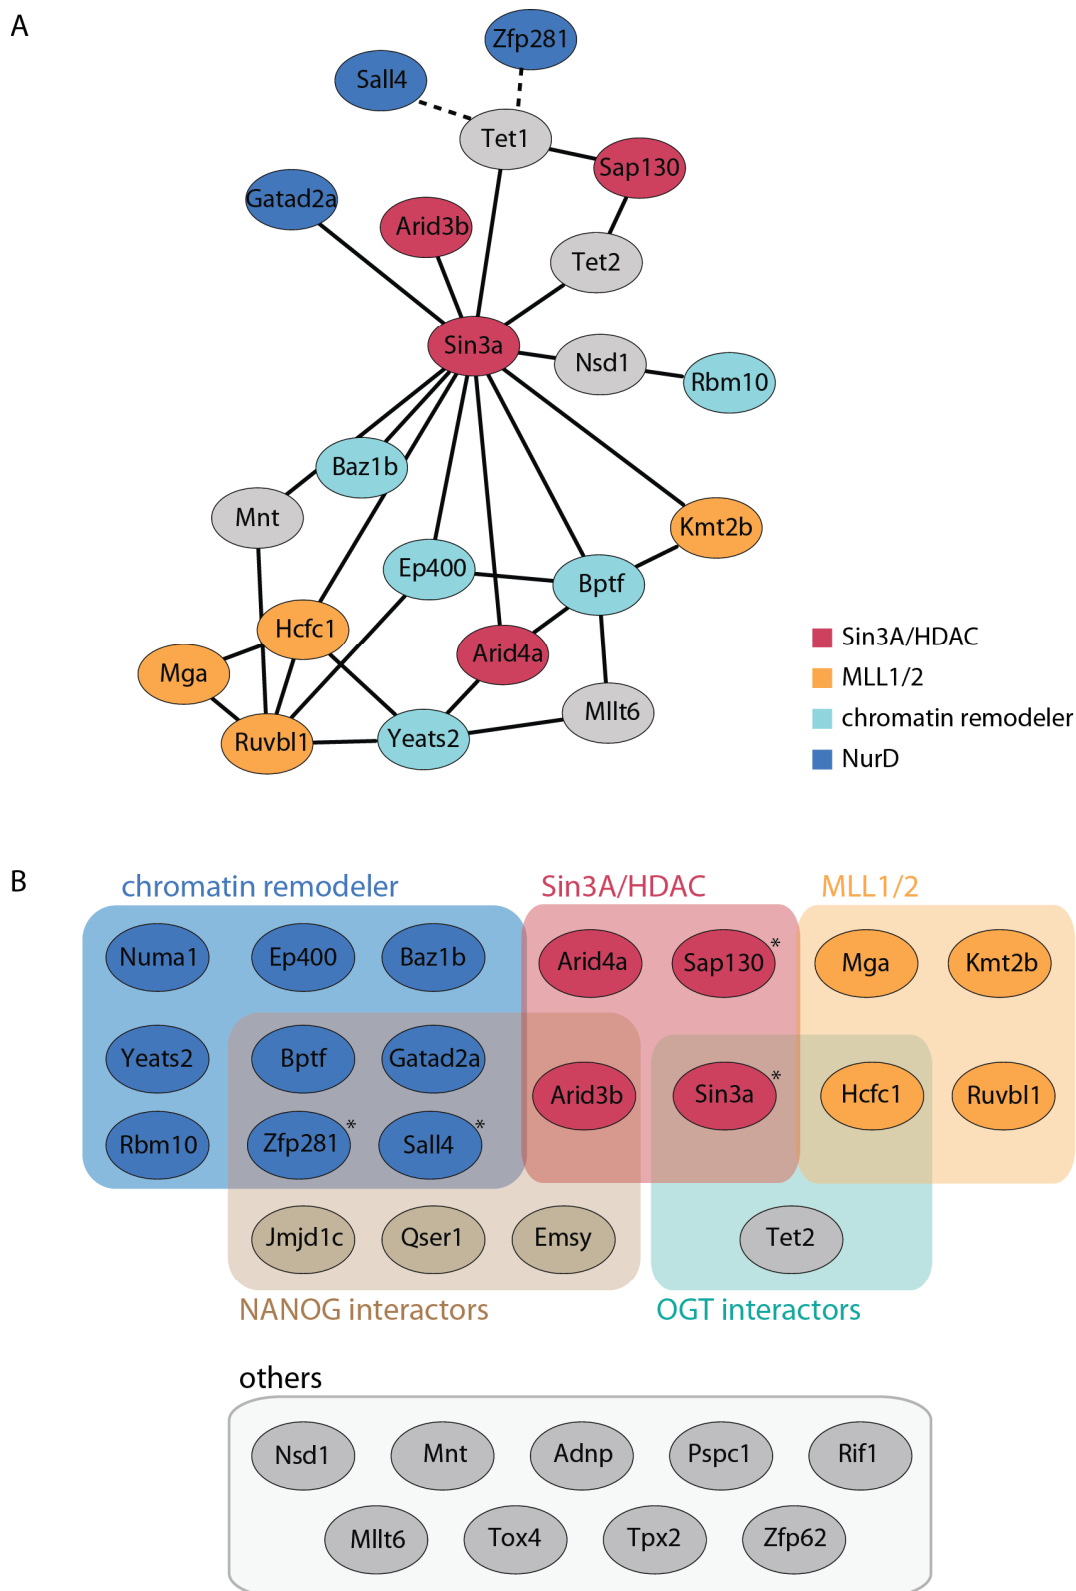 A
Zfp281
Sall4
Tet1
Sap130
Gatad2a
Arid3b
Tet2
Sin3a
Nsd1
Rbm10
Baz1b
Mnt
Kmt2b
Ep400
Bptf
Hcfc1
Arid4a
Mga
Mllt6
Ruvbl1
Yeats2
Sin3A/HDAC
MLL1/2
chromatin remodeler
NurD
B
chromatin remodeler
Sin3A/HDAC
MLL1/2
Numa1 Ep400 Baz1b Arid4a Sap130* Mga Kmt2b
Yeats2 Bptf Gatad2a
Arid3b Sin3a* Hcfc1 Ruvbl1
Rbm10 Zfp281* Sall4*
Jmjd1c Qser1 Emsy Tet2
NANOG interactors
OGT interactors
others
Nsd1 Mnt Adnp Pspc1 Rif1
Mllt6 Tox4 Tpx2 Zfp62